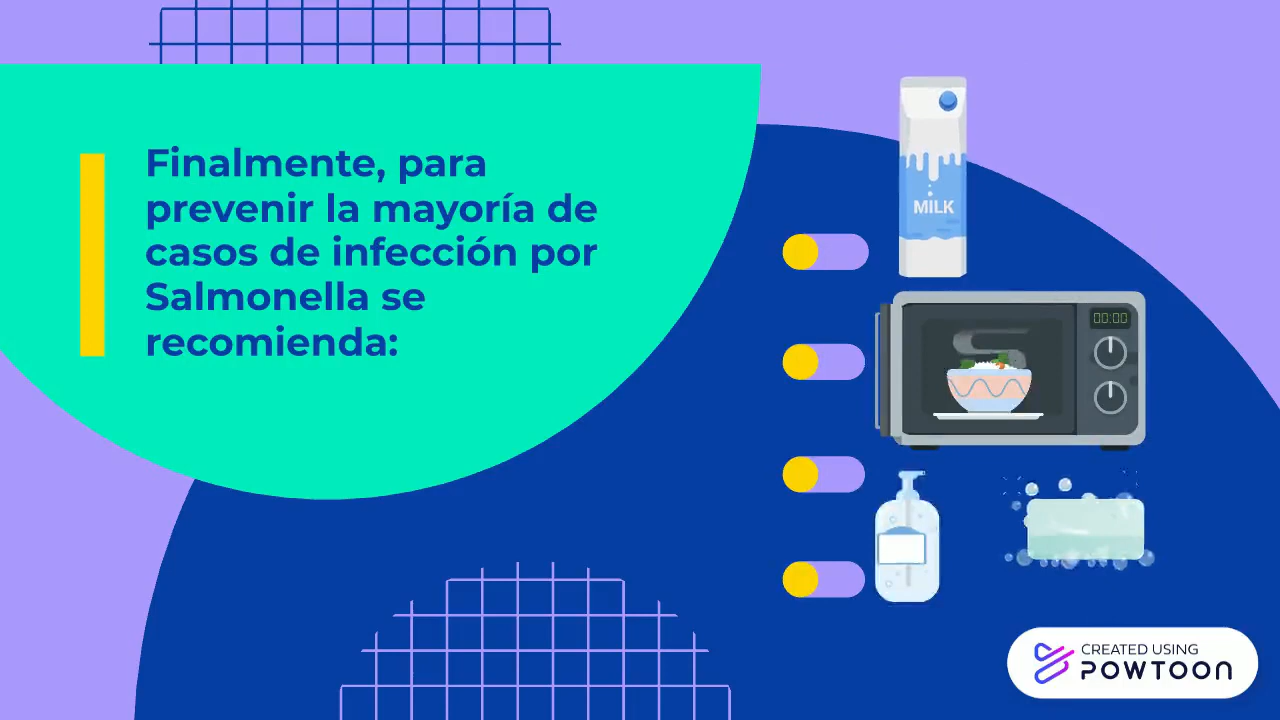 Finalmente, para
prevenir la mayoría de
casos de infección por
Salmonella se
recomienda:
MILK
00:00
CREATED USING
POWTOON